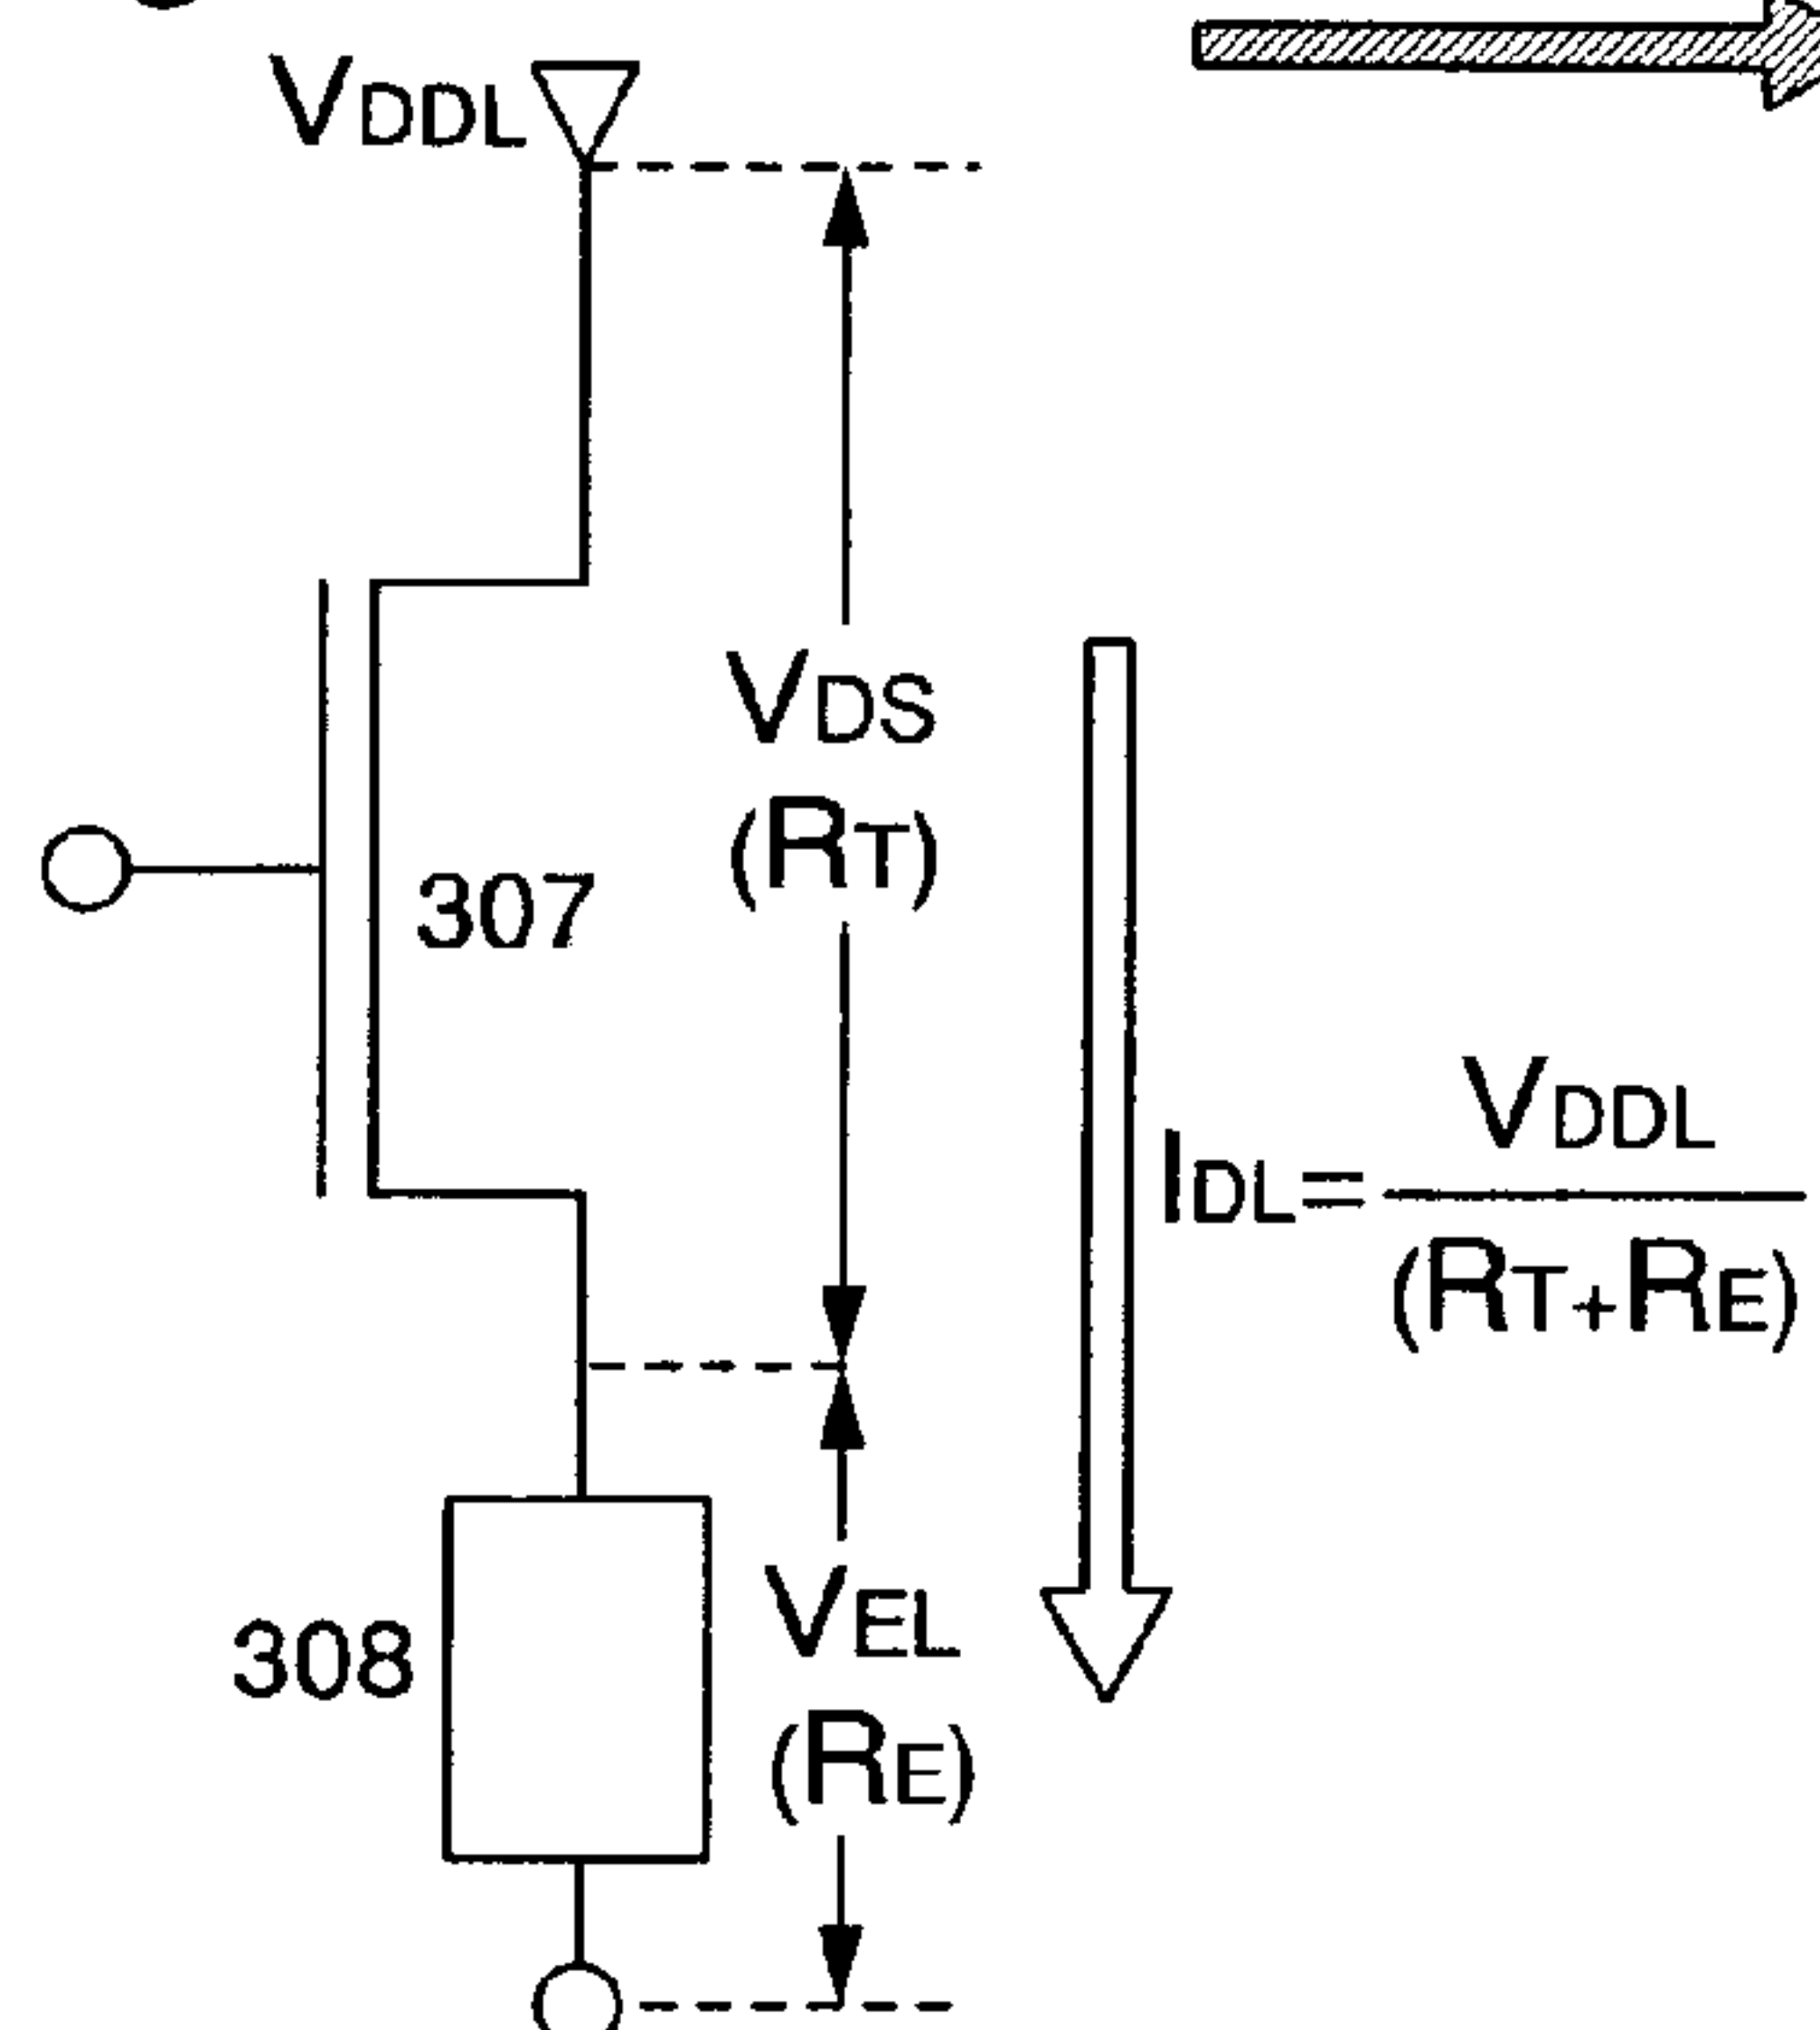 VDDL
VDS
(RT)
307
IDL=VDDL/(RT+RE)
VEL
308
(RE)